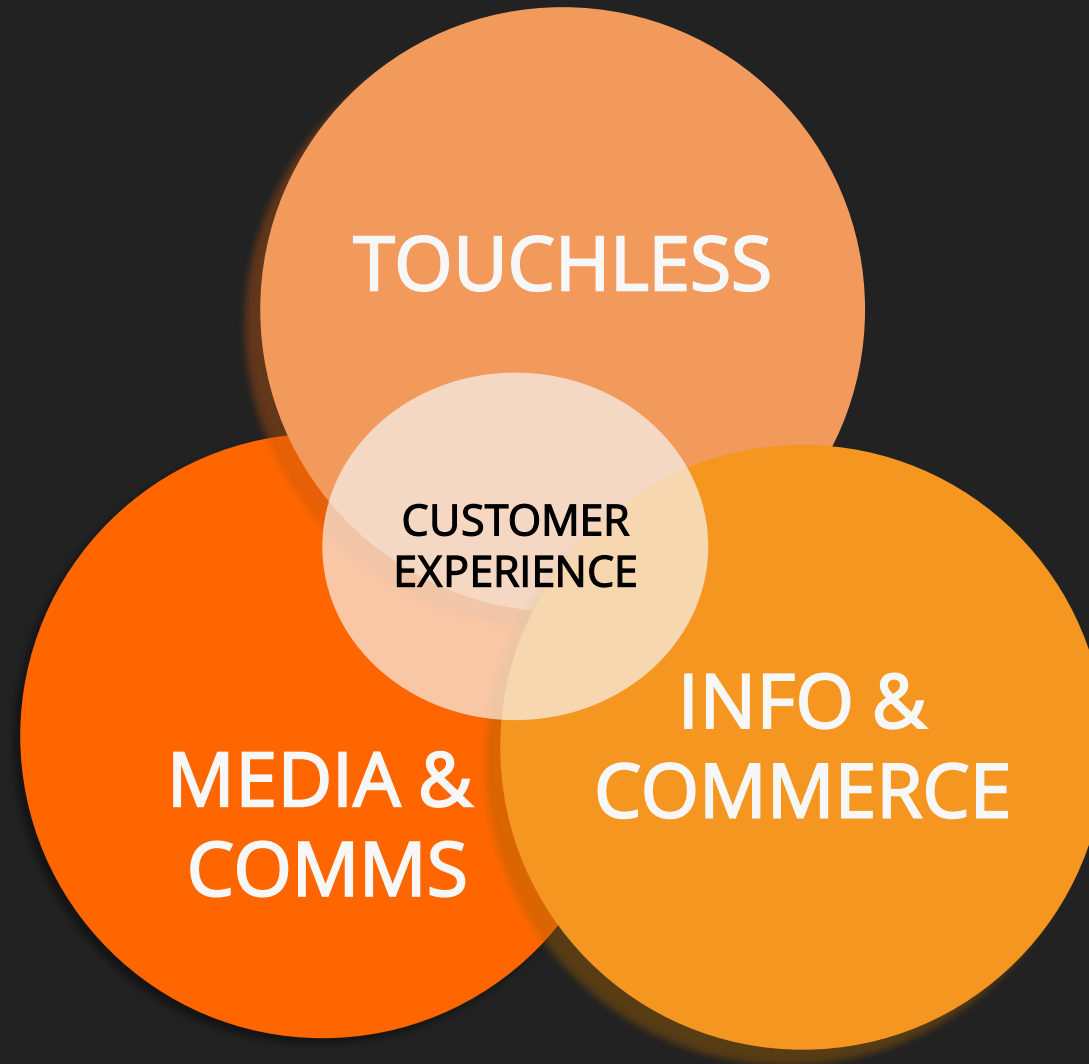 TOUCHLESS
CUSTOMER
EXPERIENCE
INFO &
COMMERCE
MEDIA &
COMMS